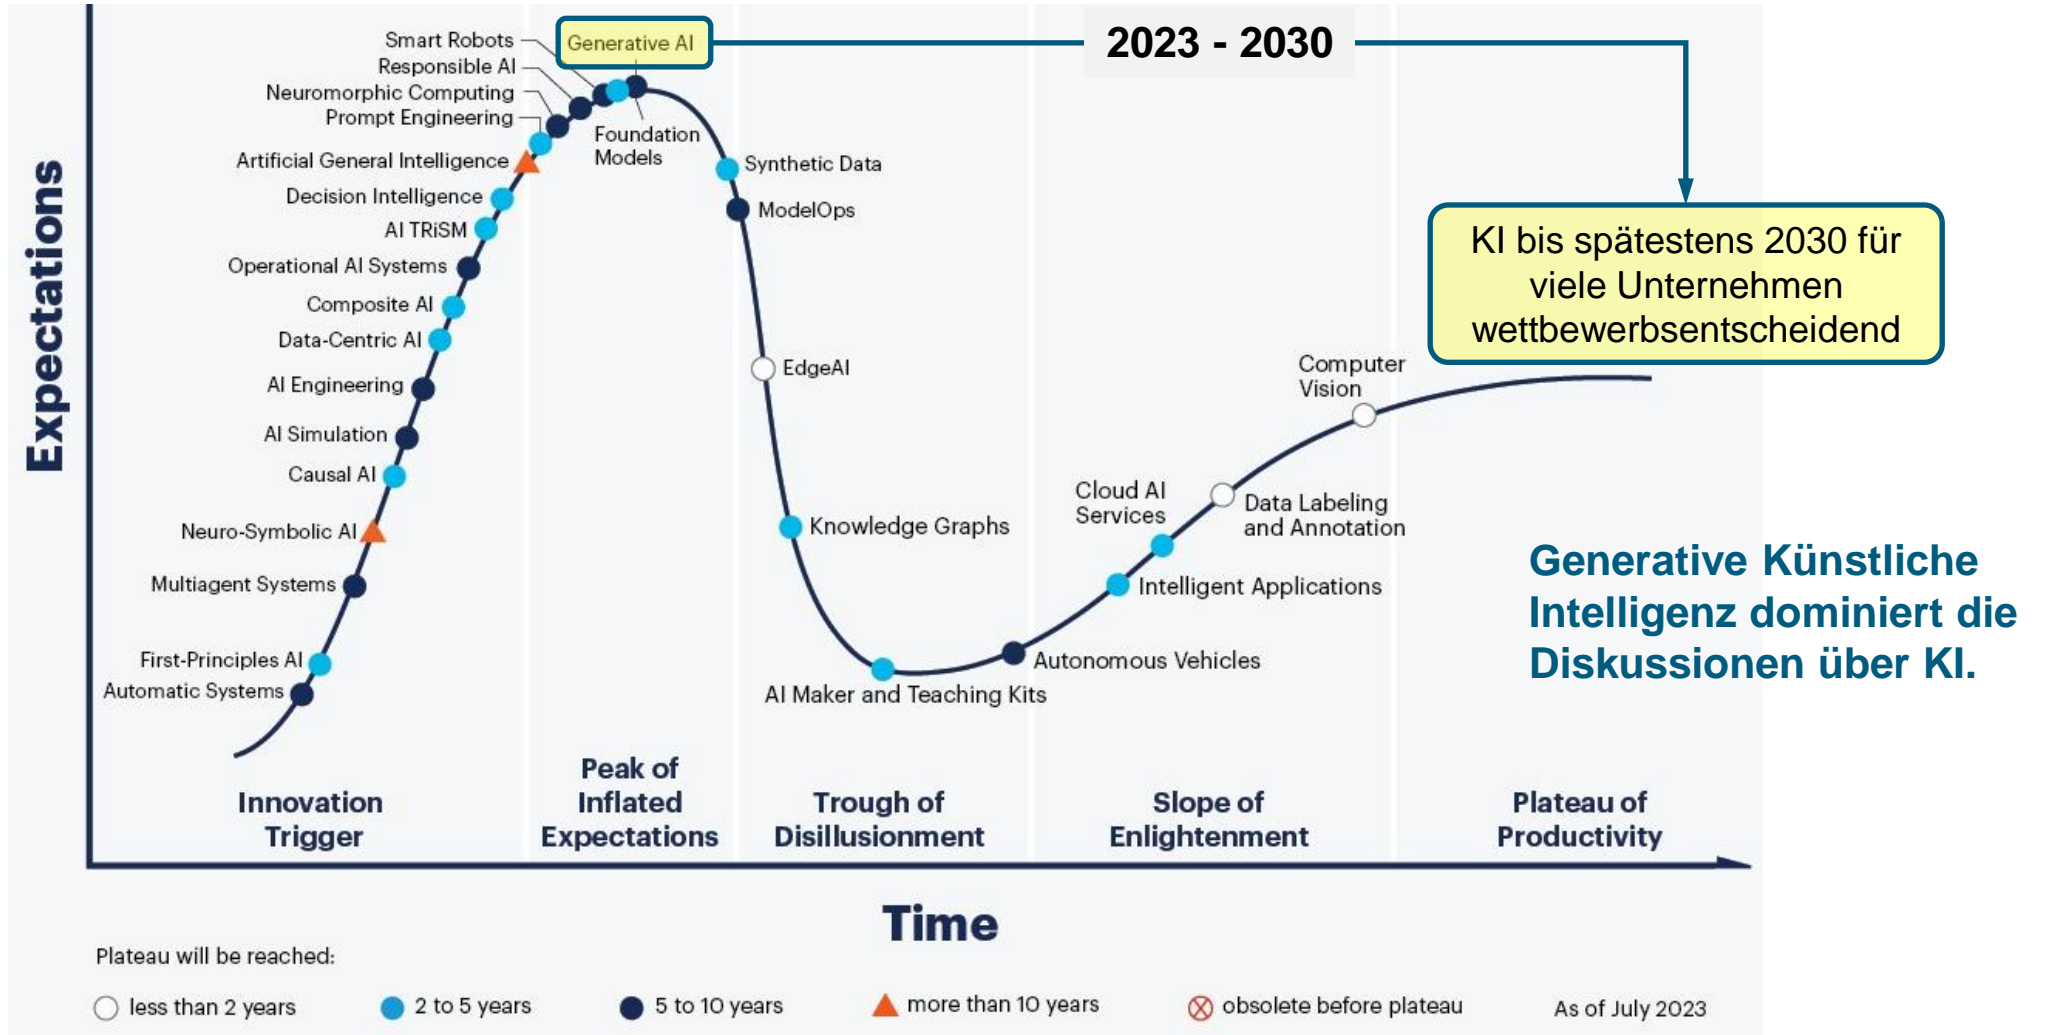 Expectations
Smart Robots
Generative AI
2023 - 2030
Responsible AI
Neuromorphic Computing
Prompt Engineering
Foundation
Models
Artificial General Intelligence
Decision Intelligence
AI TRiSM
Operational AI Systems
Composite AI
Data-Centric AI
AI Engineering
AI Simulation
Causal AI
Neuro-Symbolic AI
Multiagent Systems
First-Principles AI
Automatic Systems
Synthetic Data
ModelOps
EdgeAI
Knowledge Graphs
AI Maker and Teaching Kits
Autonomous Vehicles
Intelligent Applications
Cloud AI
Services
Data Labeling
and Annotation
Computer
Vision
KI bis spätestens 2030 für
viele Unternehmen
wettbewerbsentscheidend
Generative Künstliche
Intelligenz dominiert die
Diskussionen über KI.
Innovation
Trigger
Peak of
Inflated
Expectations
Trough of
Disillusionment
Slope of
Enlightenment
Plateau of
Productivity
Time
Plateau will be reached:
less than 2 years
2 to 5 years
5 to 10 years
more than 10 years
obsolete before plateau
As of July 2023